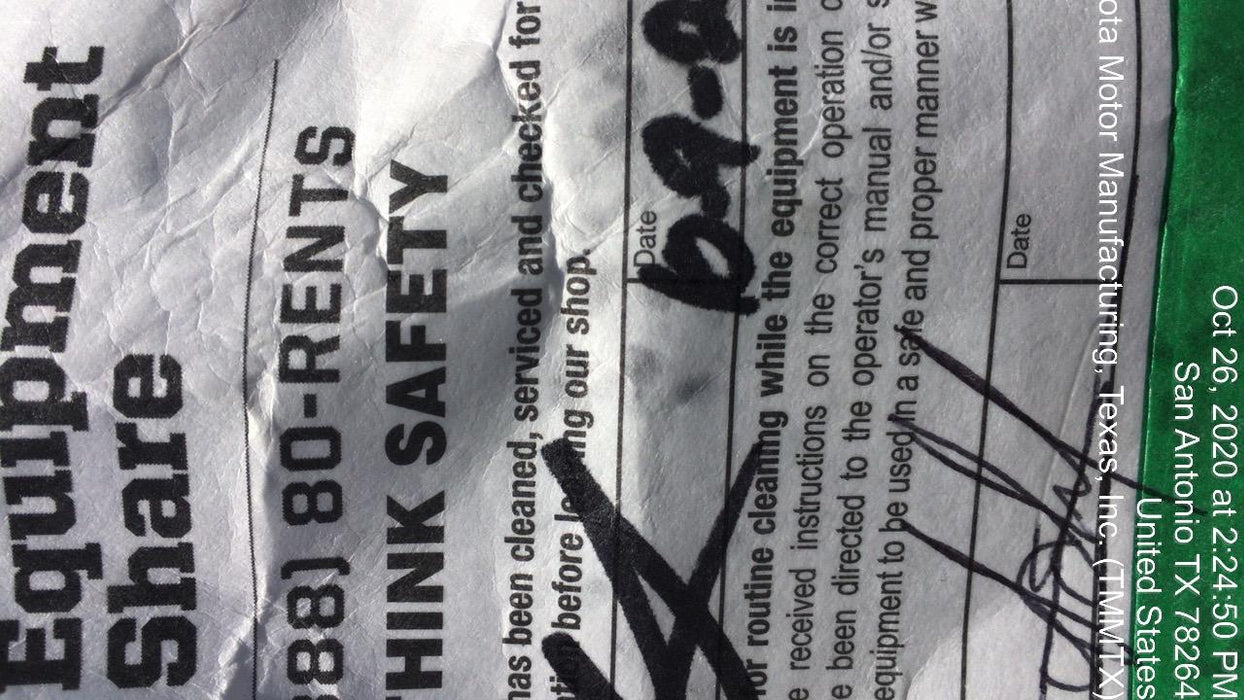 Equipment
Share
88) 80-RENTS
THINK SAFETY
has been cleaned, serviced and checked for
before leaving our shop.
Date
for routine cleaning while the equipment is
received instructions on the correct operation
been directed to the operator's manual and/or
equipment to be used in a safe and proper manner
Date
Oct 26, 2020 at 2:24:50 PM
San Antonio TX 78264
United States
ota Motor Manufacturing, Texas, Inc. (TMMTX)